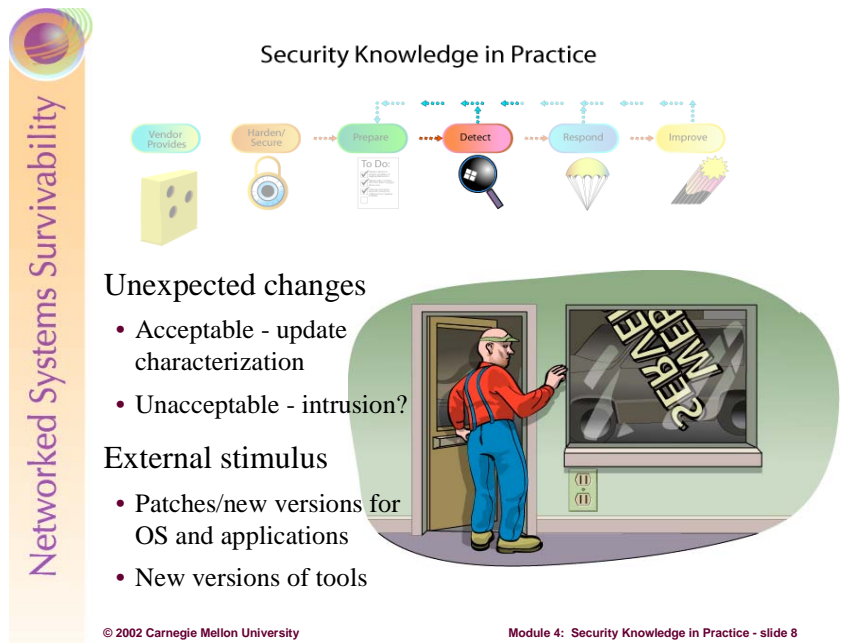 Networked Systems Survivability
Security Knowledge in Practice
Vendor
Provides
Harden/
Secure
Prepare
Detect
Respond
Improve
To Do:
Unexpected changes
• Acceptable - update
characterization
• Unacceptable - intrusion?
External stimulus
• Patches/new versions for
OS and applications
• New versions of tools
© 2002 Carnegie Mellon University
Module 4: Security Knowledge in Practice - slide 8